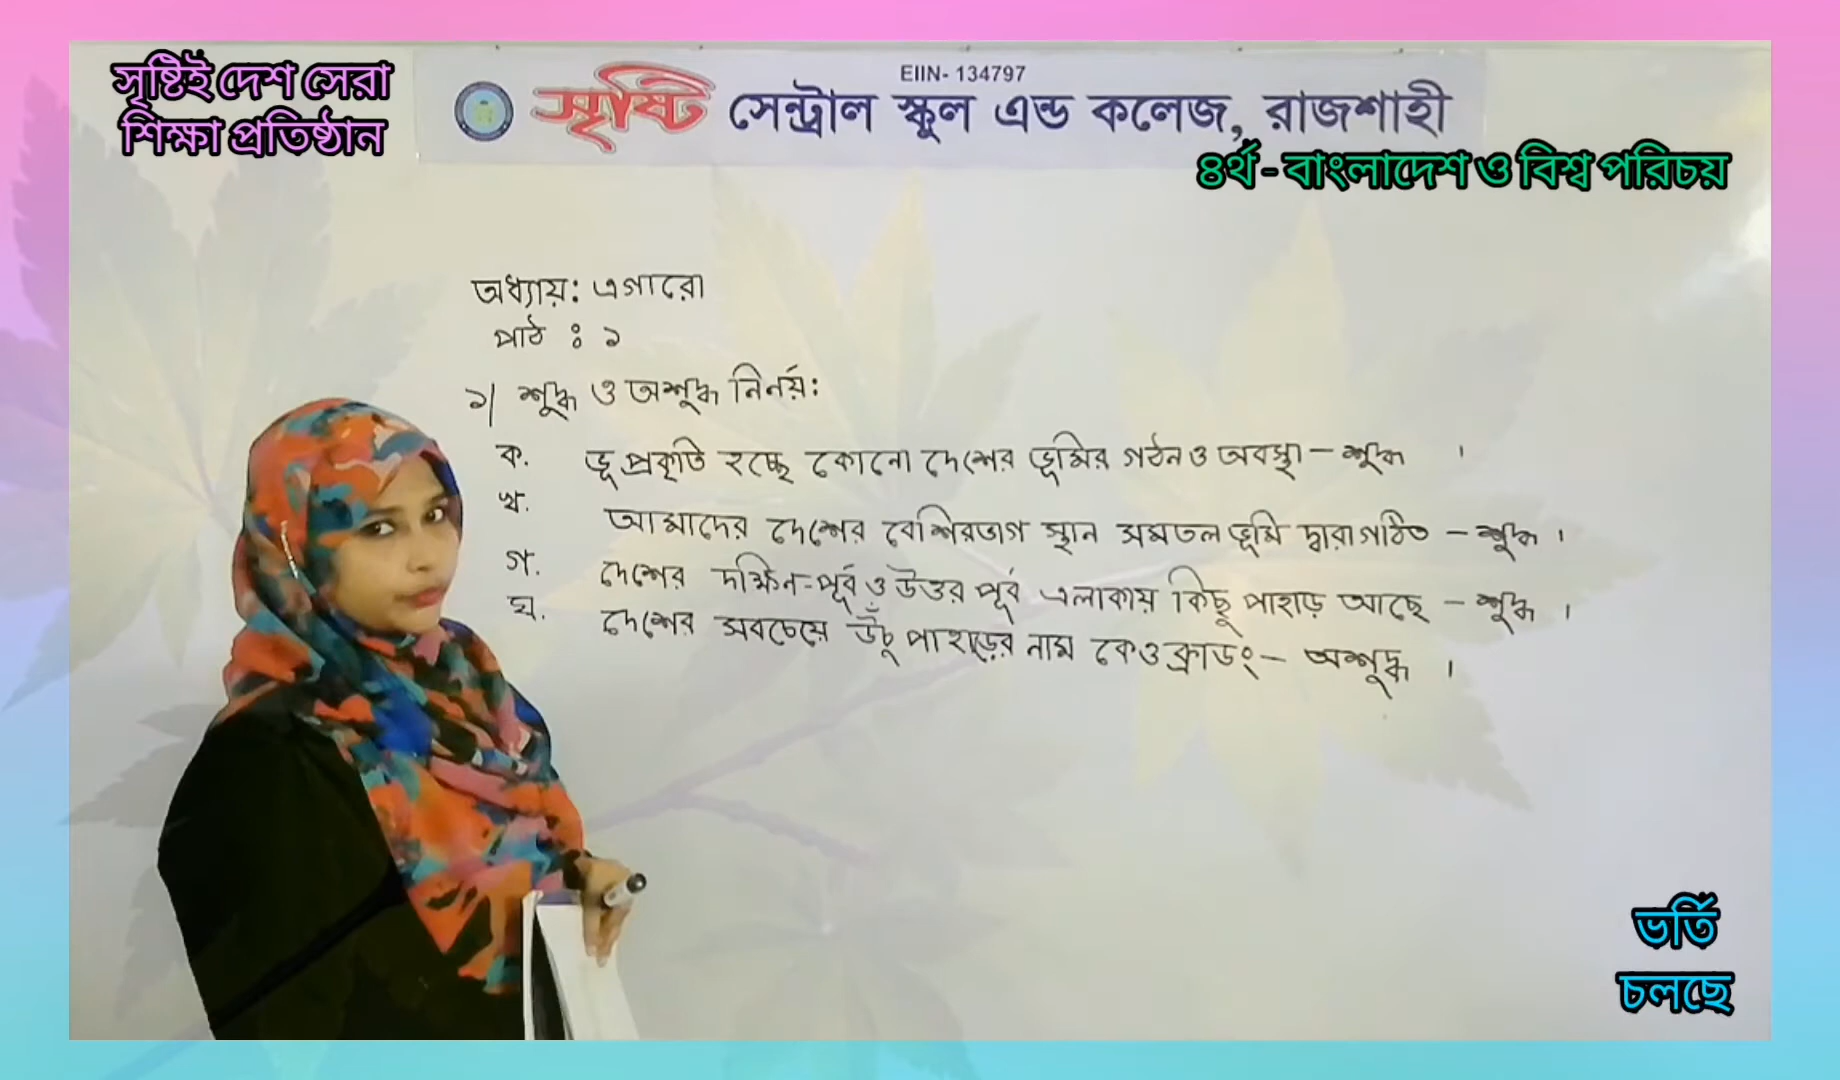 সৃষ্টিই দেশ সেরা
শিক্ষা প্রতিষ্ঠান
EIIN- 134797
সৃষ্টি সেন্ট্রাল স্কুল এন্ড কলেজ, রাজশাহী
৪র্থ - বাংলাদেশ ও বিশ্ব পরিচয়
অধ্যায়: এগারো
পাঠ : ১
১| শুদ্ধ ও অশুদ্ধ নির্নয়:
ক. ভূ প্রকৃতি হচ্ছে কোনো দেশের ভূমির গঠন ও অবস্থা – শুদ্ধ ।
খ. আমাদের দেশের বেশিরভাগ স্থান সমতল ভূমি দ্বারা গঠিত – শুদ্ধ ।
গ. দেশের দক্ষিন-পূর্ব ও উত্তর পূর্ব এলাকায় কিছু পাহাড় আছে – শুদ্ধ ।
ঘ. দেশের সবচেয়ে উঁচু পাহাড়ের নাম কেওক্রাডং – অশুদ্ধ ।
ভর্তি
চলছে